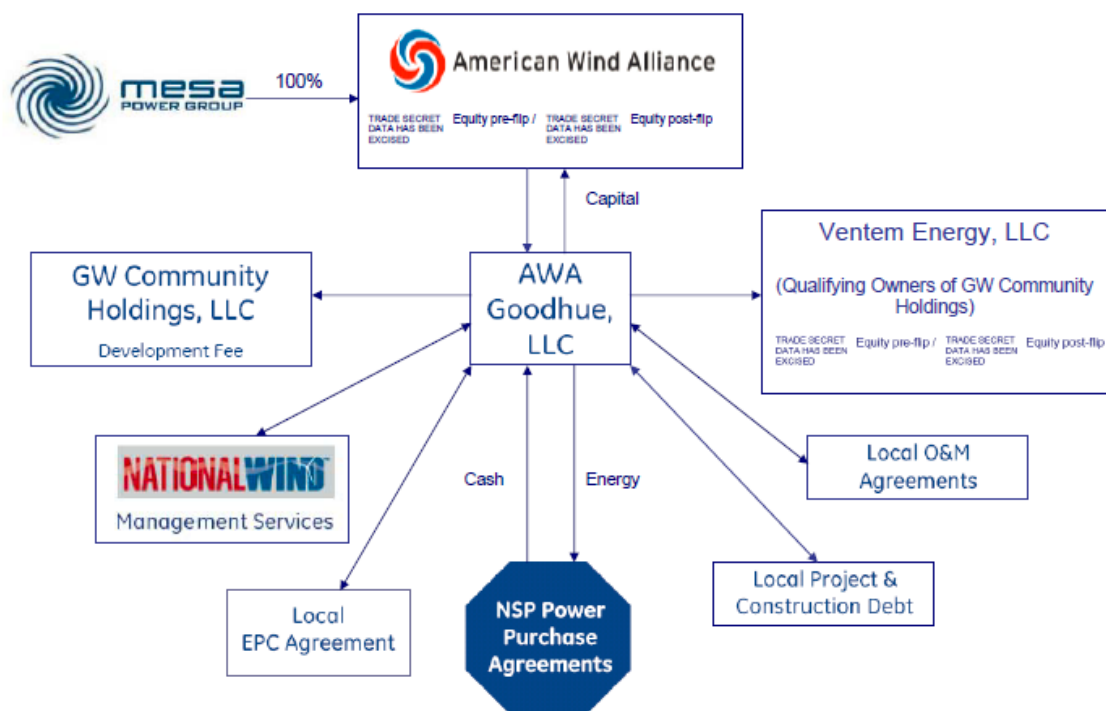 mesa
POWER GROUP
100%
American Wind Alliance
TRADE SECRET
DATA HAS BEEN
EXCISED
Equity pre-flip /
TRADE SECRET
DATA HAS BEEN
EXCISED
Equity post-flip
Capital
GW Community
Holdings, LLC
Development Fee
AWA
Goodhue,
LLC
Ventem Energy, LLC
(Qualifying Owners of GW Community
Holdings)
TRADE SECRET
DATA HAS BEEN
EXCISED
Equity pre-flip /
TRADE SECRET
DATA HAS BEEN
EXCISED
Equity post-flip
NATIONALWIND
Management Services
Cash
Energy
Local O&M
Agreements
Local
EPC Agreement
NSP Power
Purchase
Agreements
Local Project &
Construction Debt